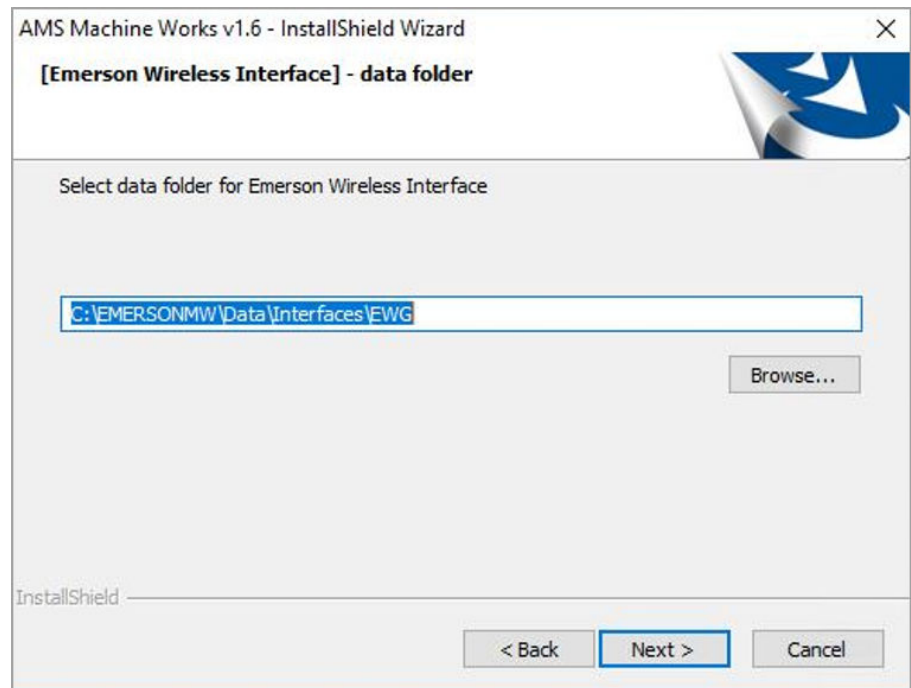 AMS Machine Works v1.6 - InstallShield Wizard
[Emerson Wireless Interface] - data folder
Select data folder for Emerson Wireless Interface
C:\EMERSONMW\Data\Interfaces\EWG
Browse...
InstallShield
< Back Next > Cancel